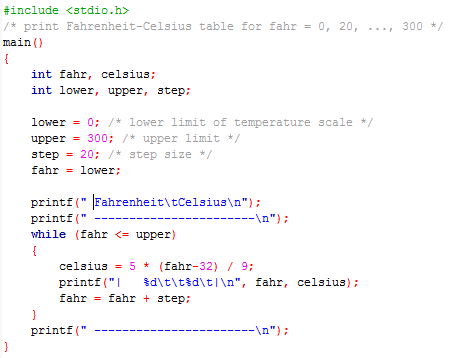 #include <stdio.h>
/* print Fahrenheit-Celsius table for fahr = 0, 20, ..., 300 */
main()
{
    int fahr, celsius;
    int lower, upper, step;

    lower = 0; /* lower limit of temperature scale */
    upper = 300; /* upper limit */
    step = 20; /* step size */
    fahr = lower;

    printf(" Fahrenheit\tCelsius\n");
    printf(" -----------------------\n");
    while (fahr <= upper)
    {
        celsius = 5 * (fahr-32) / 9;
        printf("|   %d\t\t%d\t|\n", fahr, celsius);
        fahr = fahr + step;
    }
    printf(" -----------------------\n");
}